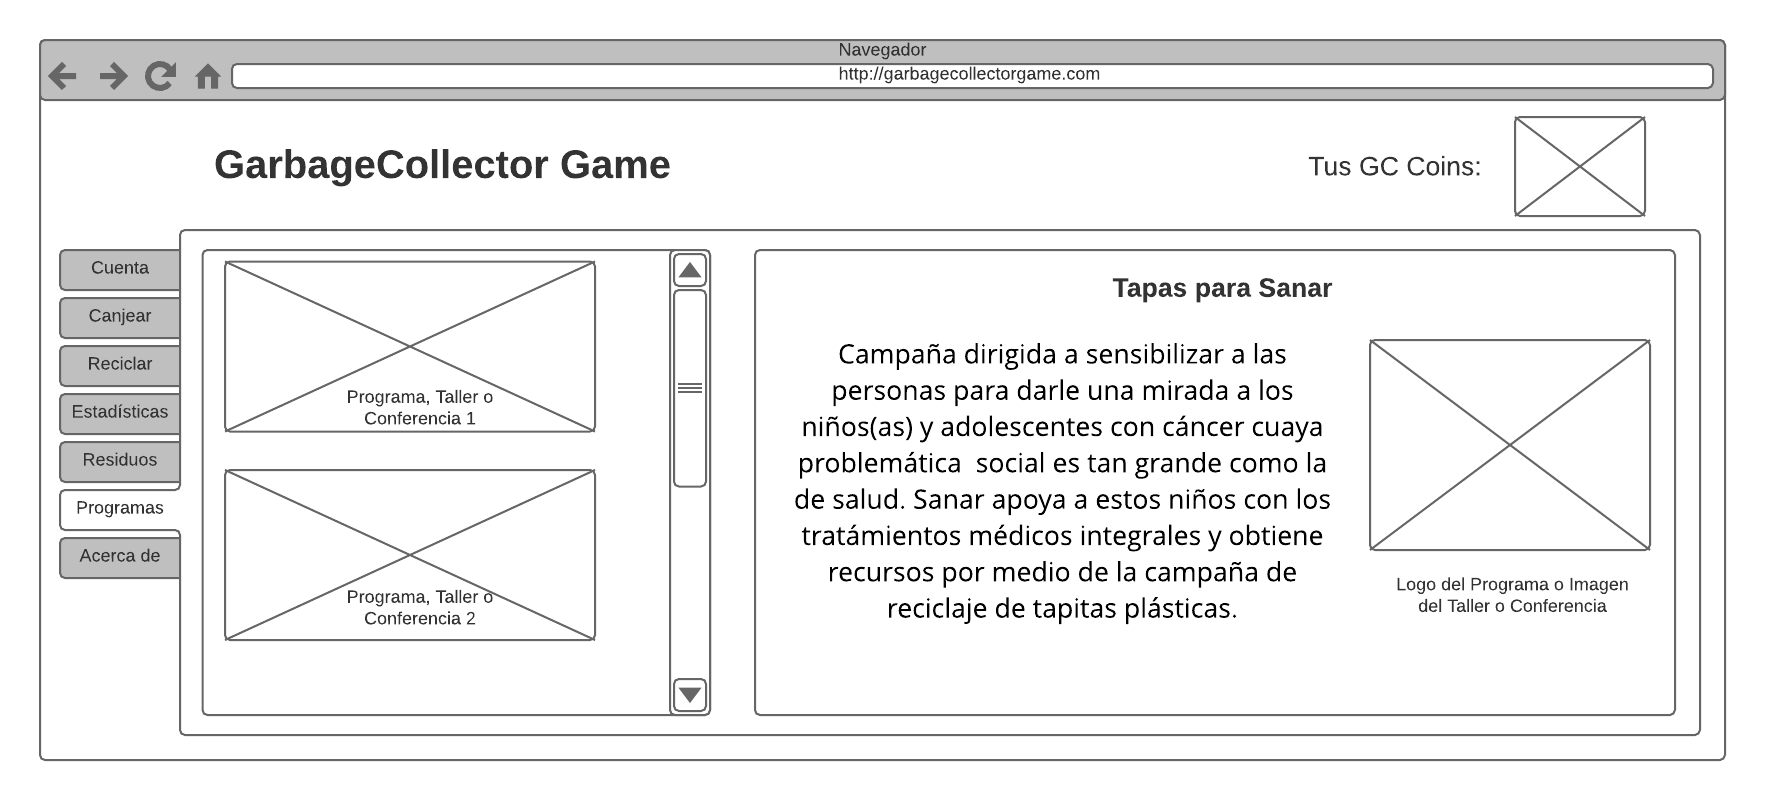 Navegador
http://garbagecollectorgame.com
GarbageCollector Game
Tus GC Coins:
Cuenta
Canjear
Reciclar
Estadísticas
Residuos
Programas
Acerca de
Programa, Taller o
Conferencia 1
Programa, Taller o
Conferencia 2
Tapas para Sanar
Campaña dirigida a sensibilizar a las
personas para darle una mirada a los
niños(as) y adolescentes con cáncer cuaya
problemática  social es tan grande como la
de salud. Sanar apoya a estos niños con los
tratámientos médicos integrales y obtiene
recursos por medio de la campaña de
reciclaje de tapitas plásticas.
Logo del Programa o Imagen
del Taller o Conferencia